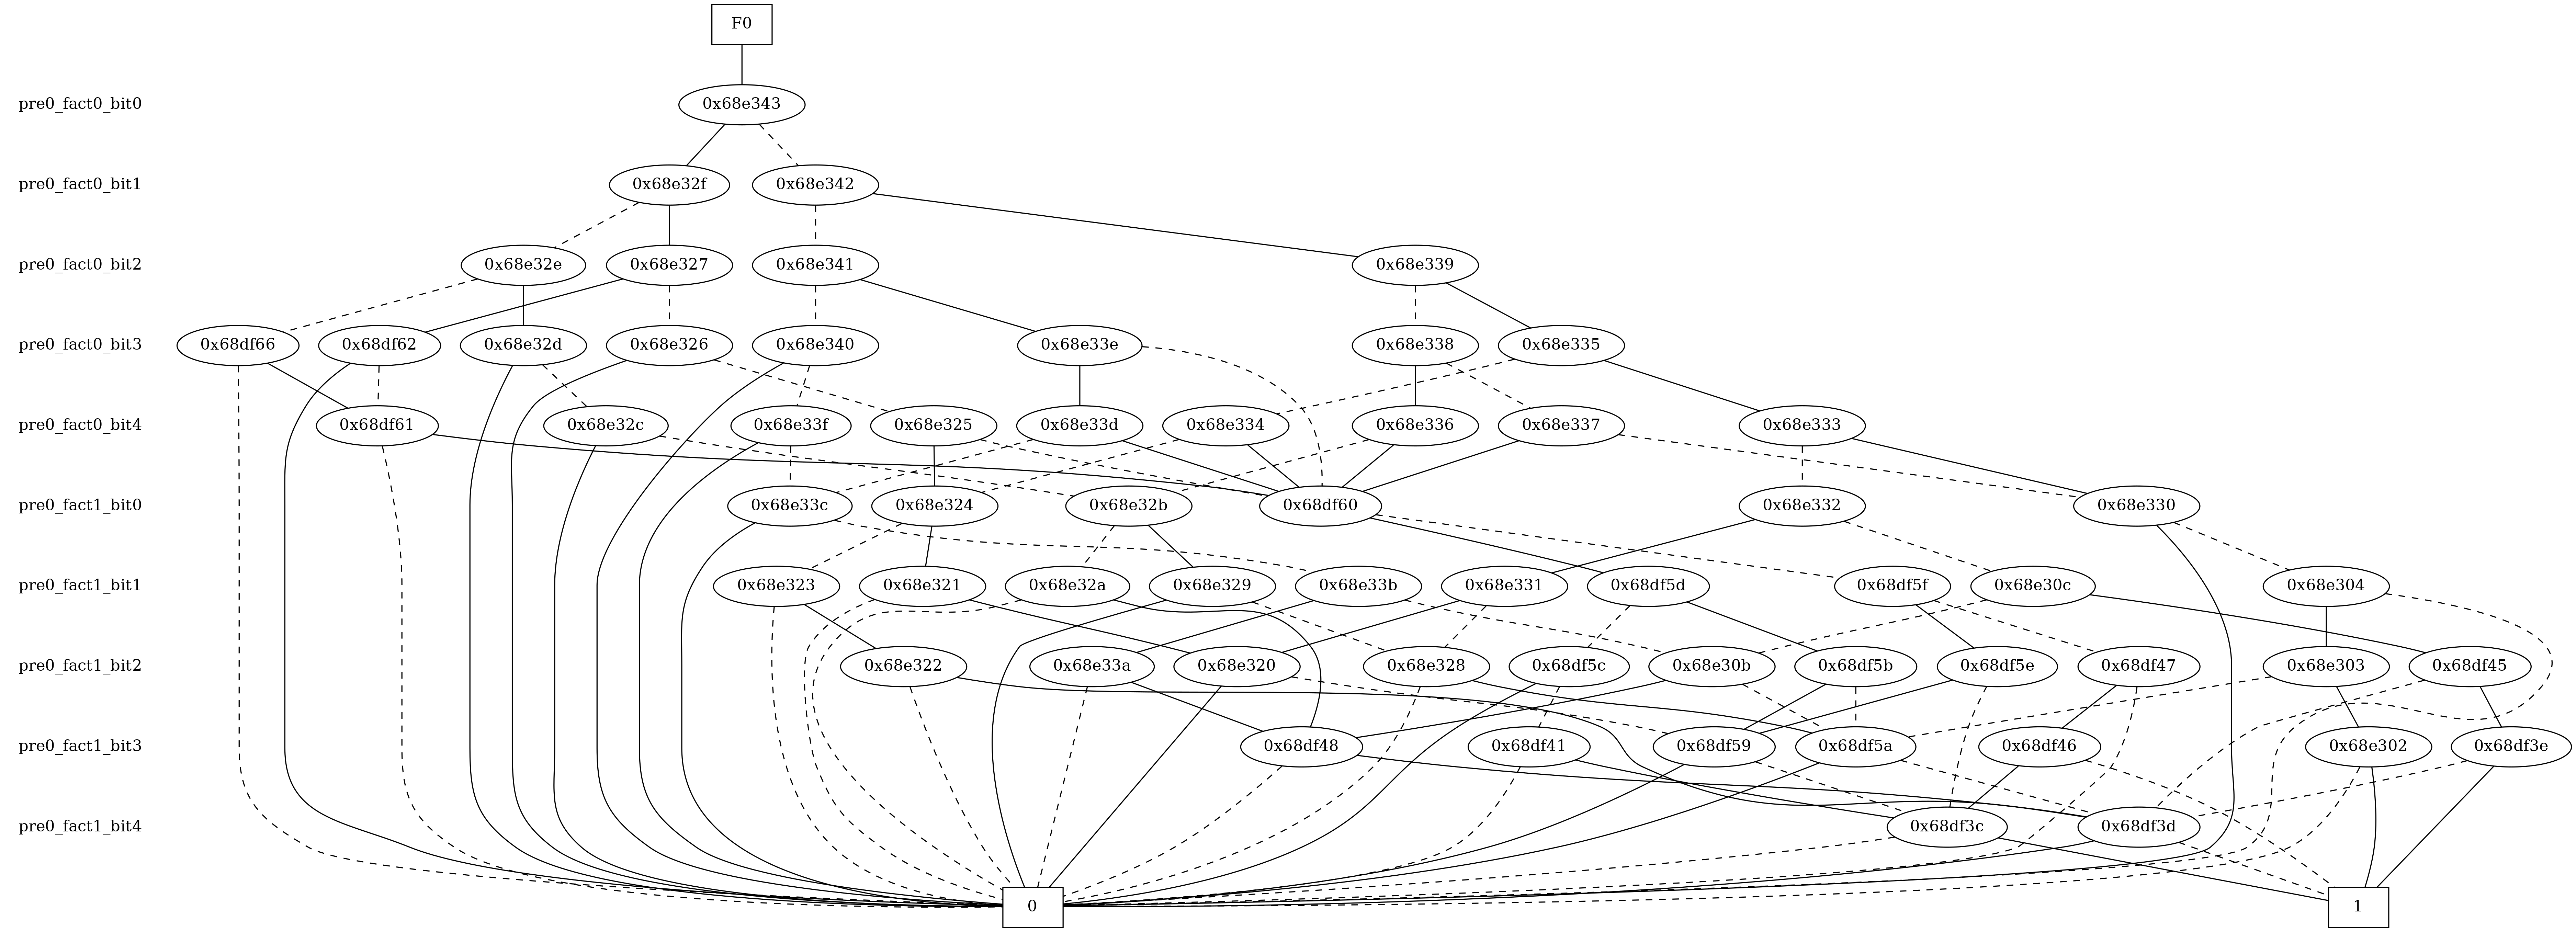 F0
pre0_fact0_bit0 0x68e343
pre0_fact0_bit1 0x68e32f 0x68e342
pre0_fact0_bit2 0x68e32e 0x68e327 0x68e341 0x68e339
pre0_fact0_bit3 0x68df66 0x68df62 0x68e32d 0x68e326 0x68e340 0x68e33e 0x68e338 0x68e335
pre0_fact0_bit4 0x68df61 0x68e32c 0x68e33f 0x68e325 0x68e33d 0x68e334 0x68e336 0x68e337 0x68e333
pre0_fact1_bit0 0x68e33c 0x68e324 0x68e32b 0x68df60 0x68e332 0x68e330
pre0_fact1_bit1 0x68e323 0x68e321 0x68e32a 0x68e329 0x68e33b 0x68e331 0x68df5d 0x68df5f 0x68e30c 0x68e304
pre0_fact1_bit2 0x68e322 0x68e33a 0x68e320 0x68e328 0x68df5c 0x68e30b 0x68df5b 0x68df5e 0x68df47 0x68e303 0x68df45
pre0_fact1_bit3 0x68df48 0x68df41 0x68df59 0x68df5a 0x68df46 0x68e302 0x68df3e
pre0_fact1_bit4 0x68df3c 0x68df3d
0 1